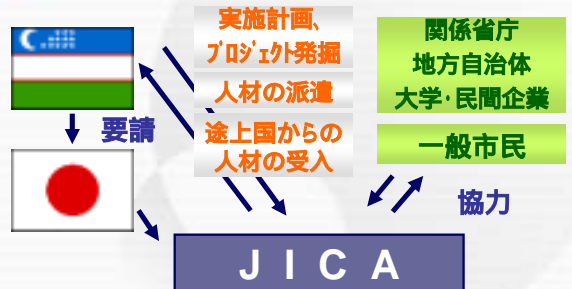 実施計画、
ﾌﾟﾛｼﾞｪｸﾄ発掘
人材の派遣
途上国からの
人材の受入
関係省庁
地方自治体
大学・民間企業
一般市民
要請
協力
ＪＩＣＡ